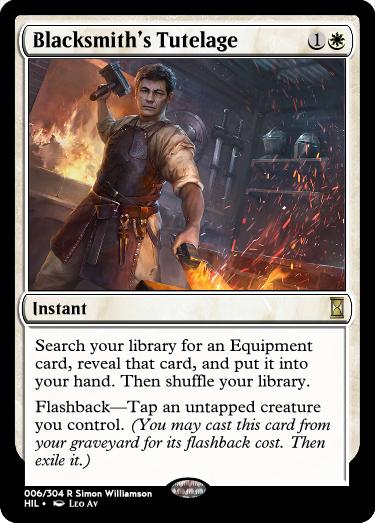 Blacksmith's Tutelage 1
Instant
Search your library for an Equipment
card, reveal that card, and put it into
your hand. Then shuffle your library.
Flashback—Tap an untapped creature
you control. (You may cast this card from
your graveyard for its flashback cost. Then
exile it.)
006/304 R Simon Williamson
HIL • Leo Av